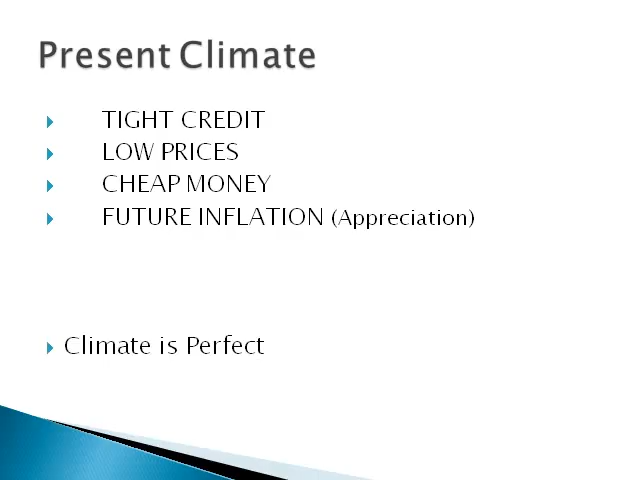 Present Climate
TIGHT CREDIT
LOW PRICES
CHEAP MONEY
FUTURE INFLATION (Appreciation)
Climate is Perfect